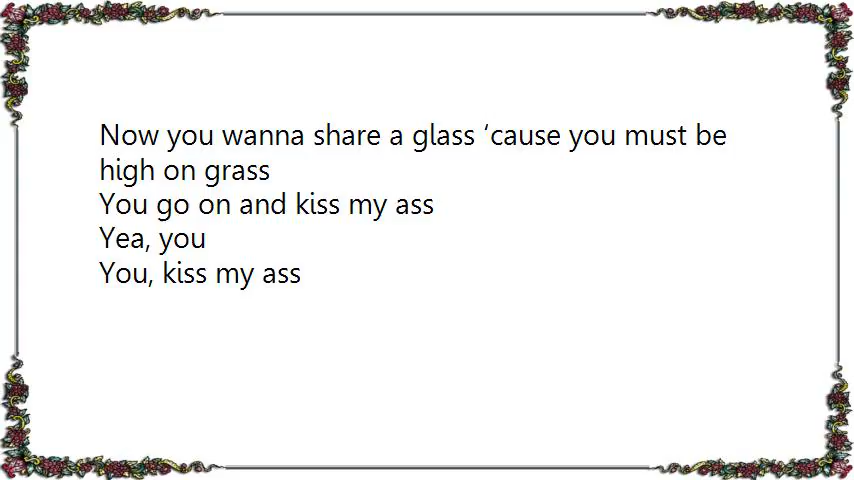 Now you wanna share a glass ‘cause you must be
high on grass
You go on and kiss my ass
Yea, you
You, kiss my ass